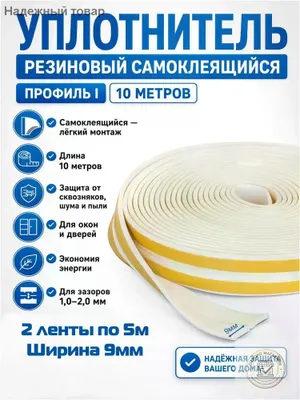 Надежный товар
УПЛОТНИТЕЛЬ
РЕЗИНОВЫЙ САМОКЛЕЯЩИЙСЯ
ПРОФИЛЬ I | 10 МЕТРОВ
Самоклеящийся —
лёгкий монтаж
Длина
10 метров
Защита от
сквозняков,
шума и пыли
Для окон
и дверей
Экономия
энергии
Для зазоров
1,0–2,0 мм
9мм
2 ленты по 5м
Ширина 9мм
НАДЁЖНАЯ ЗАЩИТА
ВАШЕГО ДОМА